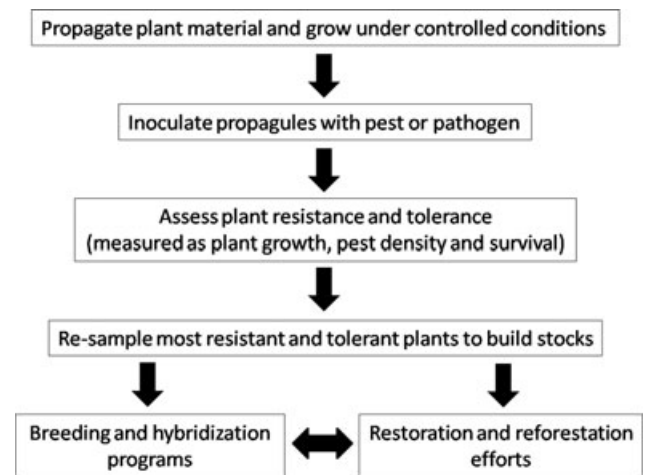 Propagate plant material and grow under controlled conditions
Inoculate propagules with pest or pathogen
Assess plant resistance and tolerance
(measured as plant growth, pest density and survival)
Re-sample most resistant and tolerant plants to build stocks
Breeding and hybridization
programs
Restoration and reforestation
efforts